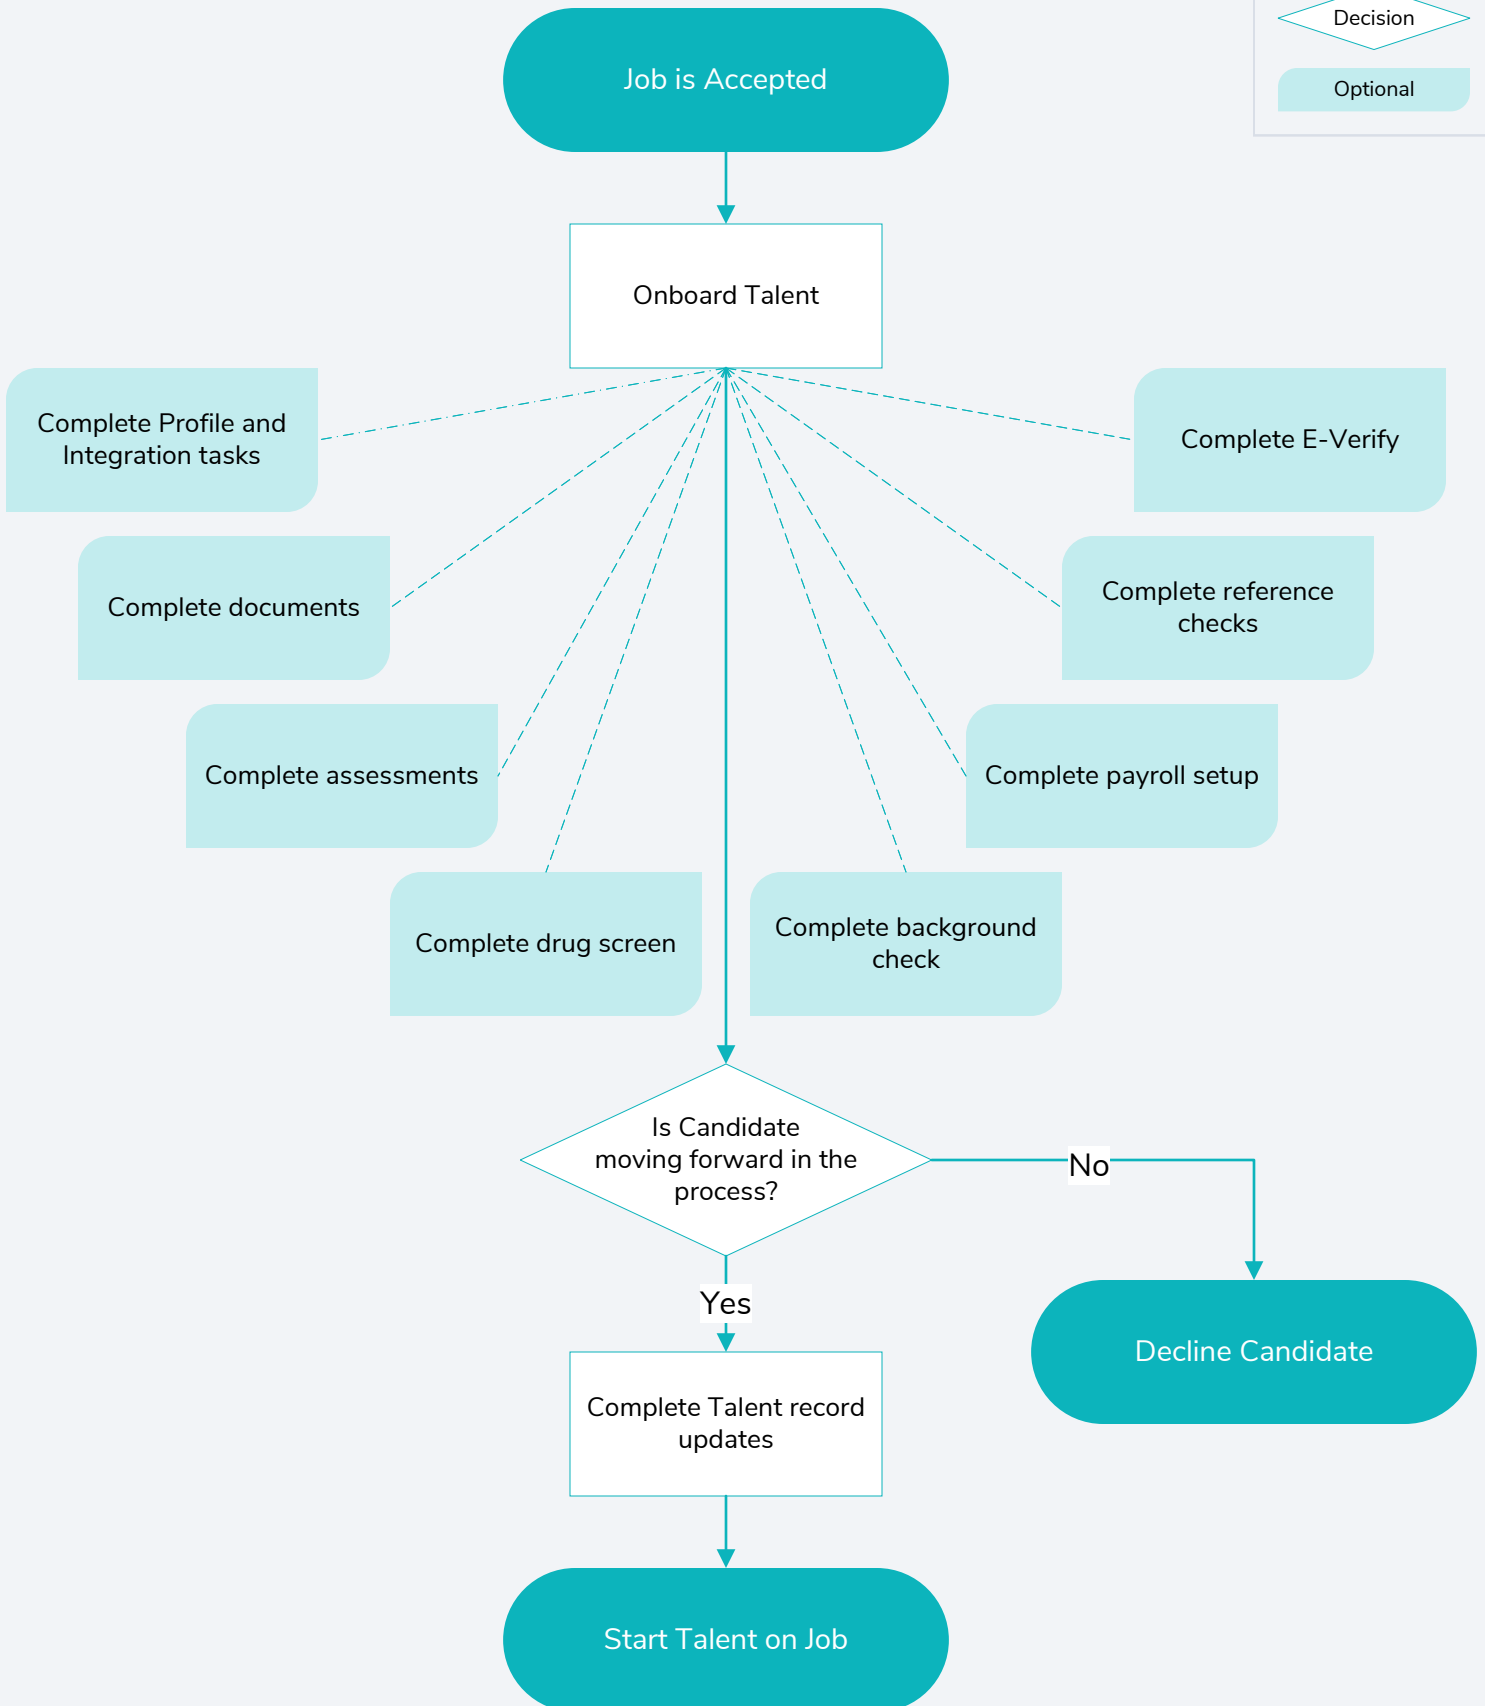 Decision
Optional
Job is Accepted
Onboard Talent
Complete Profile and
Integration tasks
Complete E-Verify
Complete documents
Complete reference
checks
Complete assessments
Complete payroll setup
Complete drug screen
Complete background
check
Is Candidate
moving forward in the
process?
No
Yes
Decline Candidate
Complete Talent record
updates
Start Talent on Job